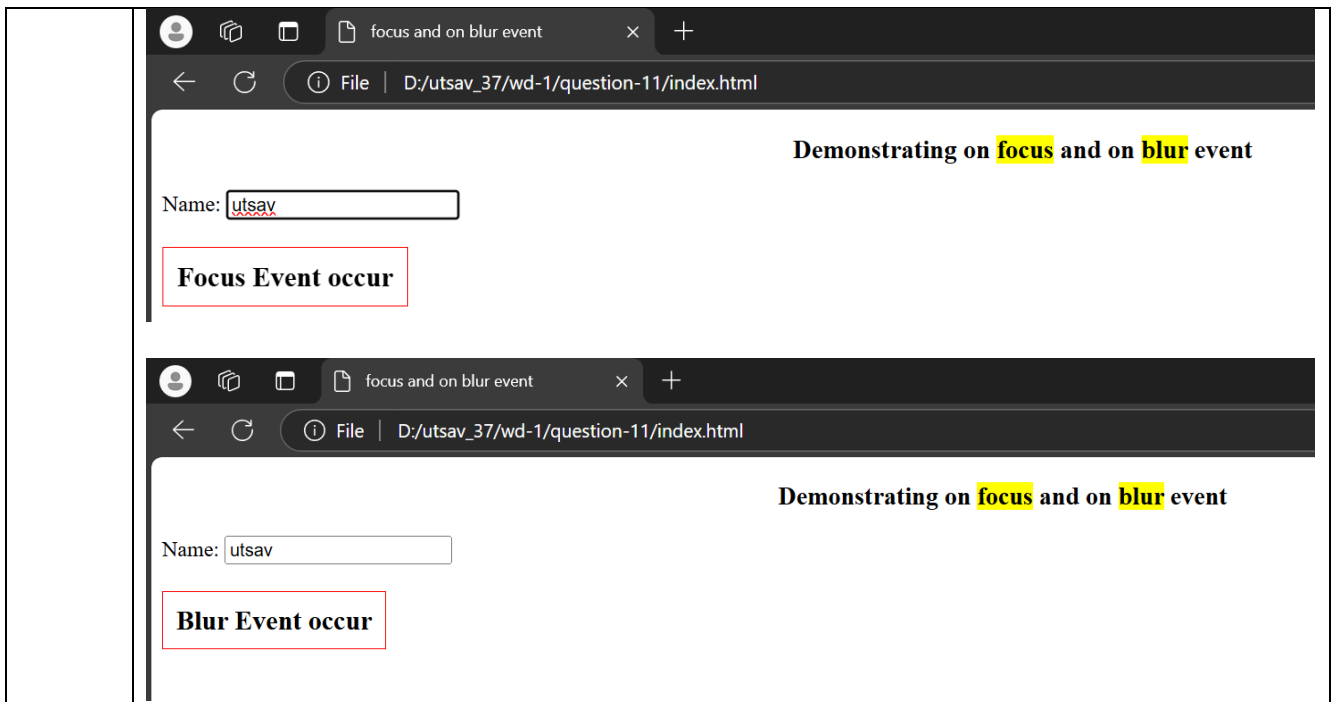 focus and on blur event
File D:/utsav_37/wd-1/question-11/index.html
Demonstrating on focus and on blur event
Name: utsav
Focus Event occur
focus and on blur event
File D:/utsav_37/wd-1/question-11/index.html
Demonstrating on focus and on blur event
Name: utsav
Blur Event occur